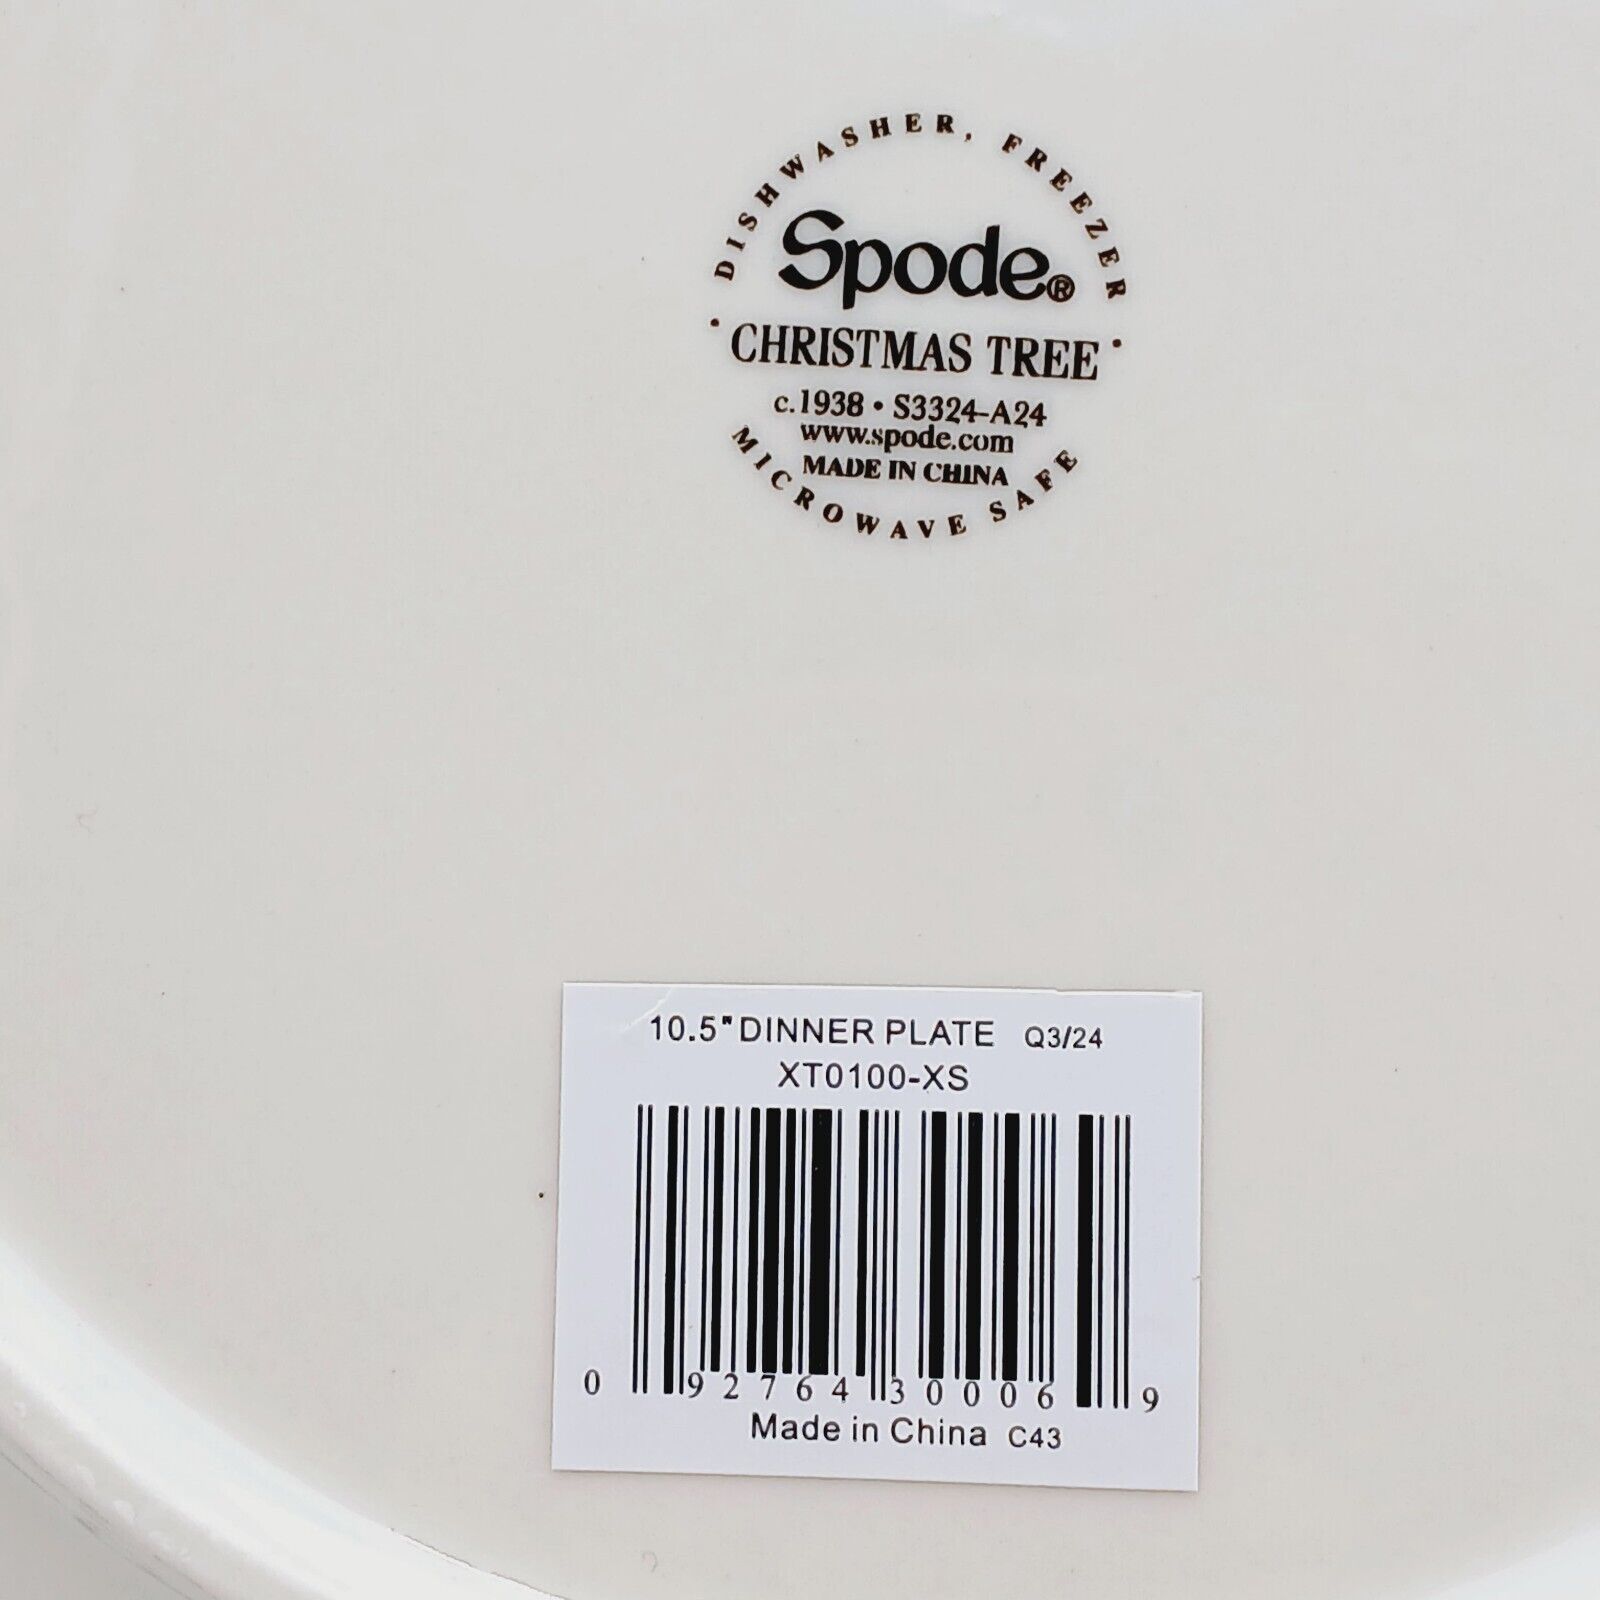 DISHWASHER, FREEZER
Spode®
· CHRISTMAS TREE ·
c.1938 • S3324-A24
www.spode.com
MADE IN CHINA
MICROWAVE SAFE
10.5" DINNER PLATE Q3/24
XT0100-XS
0 92764 30006 9
Made in China C43